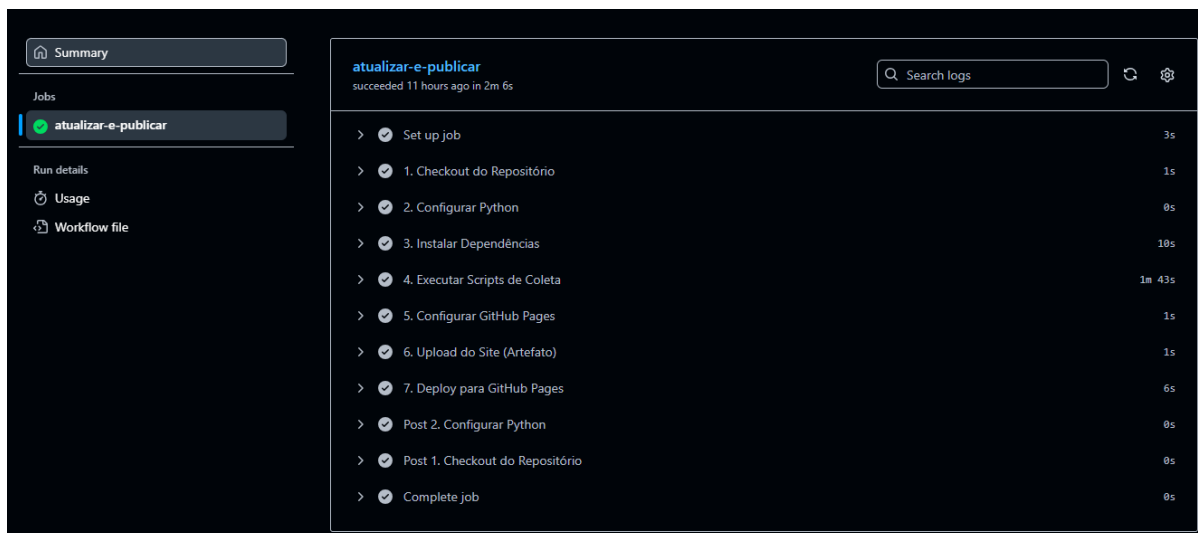 Summary
Jobs
atualizar-e-publicar
Run details
Usage
Workflow file
atualizar-e-publicar
succeeded 11 hours ago in 2m 6s
Search logs
Set up job 3s
1. Checkout do Repositório 1s
2. Configurar Python 0s
3. Instalar Dependências 10s
4. Executar Scripts de Coleta 1m 43s
5. Configurar GitHub Pages 1s
6. Upload do Site (Artefato) 1s
7. Deploy para GitHub Pages 6s
Post 2. Configurar Python 0s
Post 1. Checkout do Repositório 0s
Complete job 0s